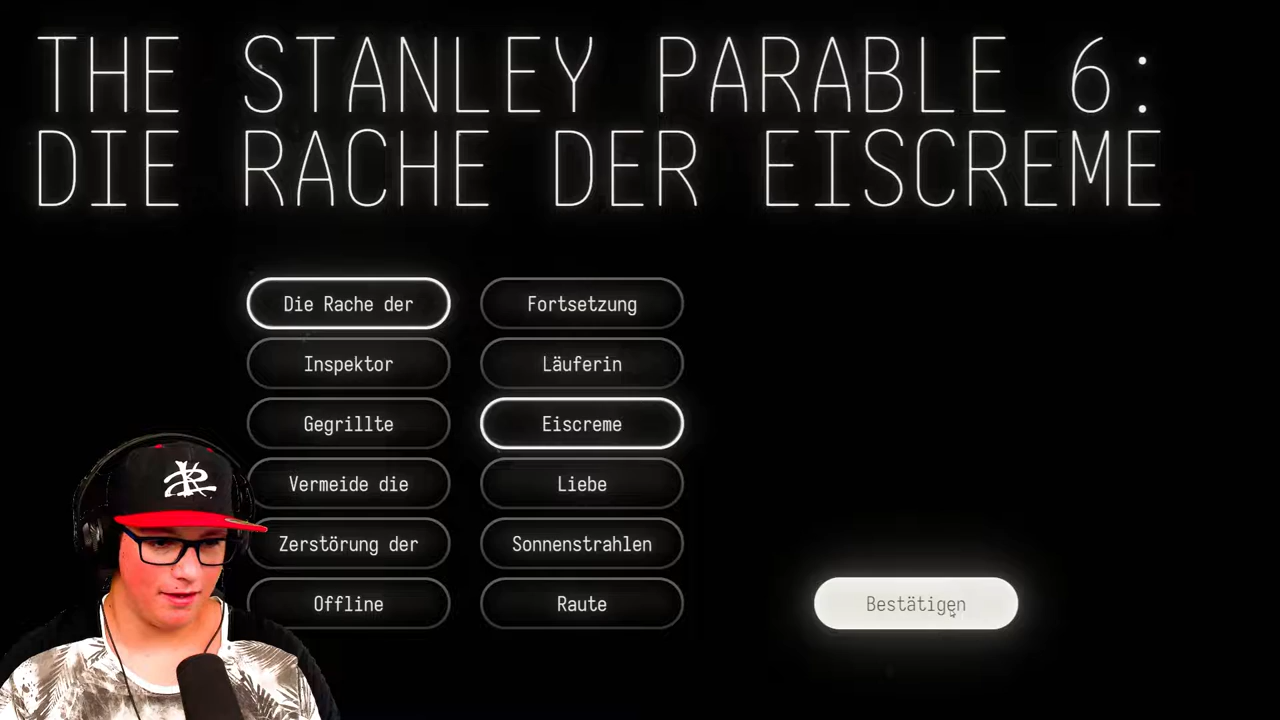 THE STANLEY PARABLE 6:
DIE RACHE DER EISCREME
Die Rache der
Fortsetzung
Inspektor
Läuferin
Gegrillte
Eiscreme
Vermeide die
Liebe
Zerstörung der
Sonnenstrahlen
Offline
Raute
Bestätigen